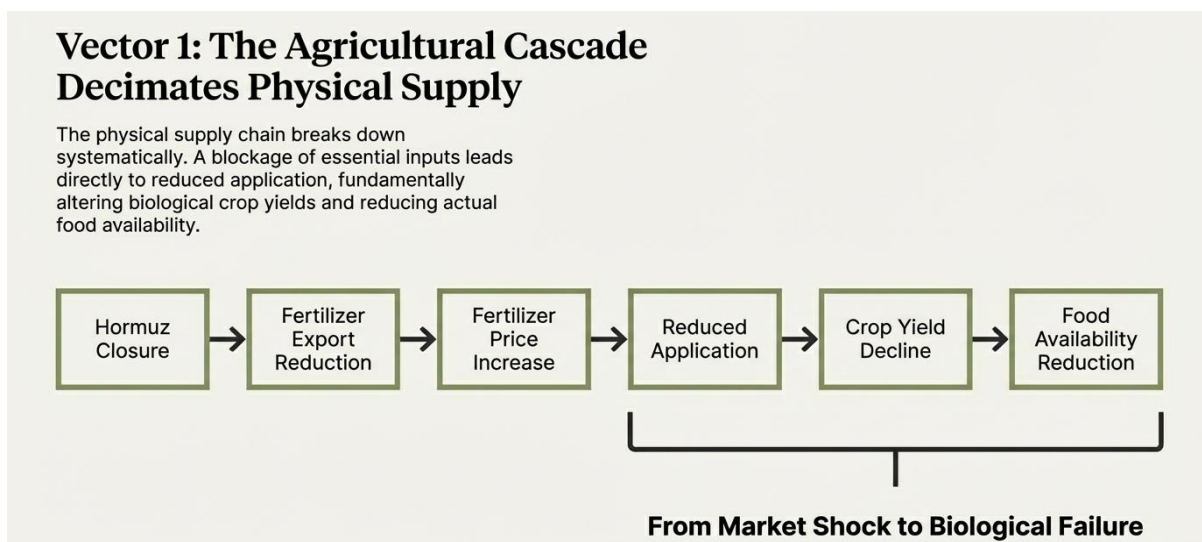 Vector 1: The Agricultural Cascade
Decimates Physical Supply
The physical supply chain breaks down
systematically. A blockage of essential inputs leads
directly to reduced application, fundamentally
altering biological crop yields and reducing actual
food availability.
Hormuz
Closure
Fertilizer
Export
Reduction
Fertilizer
Price
Increase
Reduced
Application
Crop Yield
Decline
Food
Availability
Reduction
From Market Shock to Biological Failure